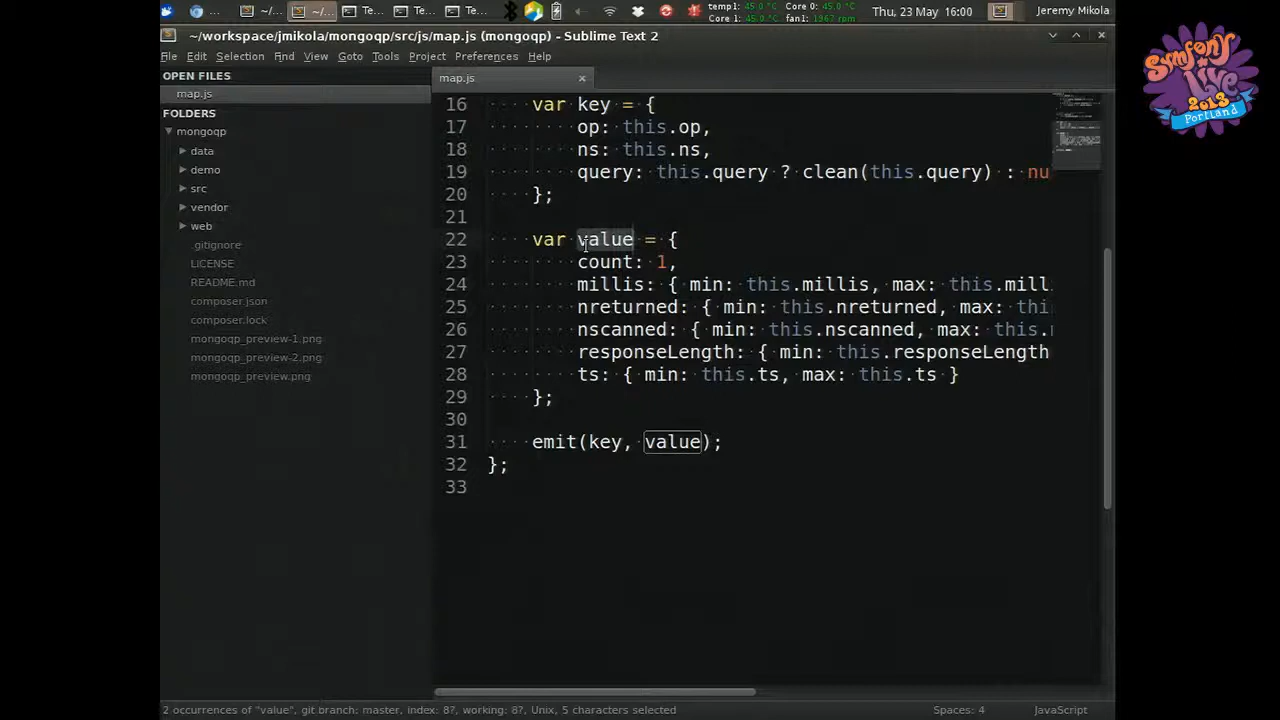 ~/...
~/...
Te...
Te...
Te...
temp1: 45.0°C Core 0: 45.0°C
Core 1: 45.0°C fan1: 1967 rpm
Thu, 23 May 16:00
Jeremy Mikola
~/workspace/jmikola/mongoqp/src/js/map.js (mongoqp) - Sublime Text 2
File Edit Selection Find View Goto Tools Project Preferences Help
OPEN FILES
map.js
FOLDERS
mongoqp
data
demo
src
vendor
web
.gitignore
LICENSE
README.md
composer.json
composer.lock
mongoqp_preview-1.png
mongoqp_preview-2.png
mongoqp_preview.png
map.js
16 var key = {
17 op: this.op,
18 ns: this.ns,
19 query: this.query ? clean(this.query) : nu
20 };
21
22 var value = {
23 count: 1,
24 millis: { min: this.millis, max: this.mill
25 nreturned: { min: this.nreturned, max: thi
26 nscanned: { min: this.nscanned, max: this.
27 responseLength: { min: this.responseLength
28 ts: { min: this.ts, max: this.ts }
29 };
30
31 emit(key, value);
32 };
33
2 occurrences of "value", git branch: master, index: 8?, working: 8?, Unix, 5 characters selected
Spaces: 4
JavaScript
Symfony
Live
2013
Portland